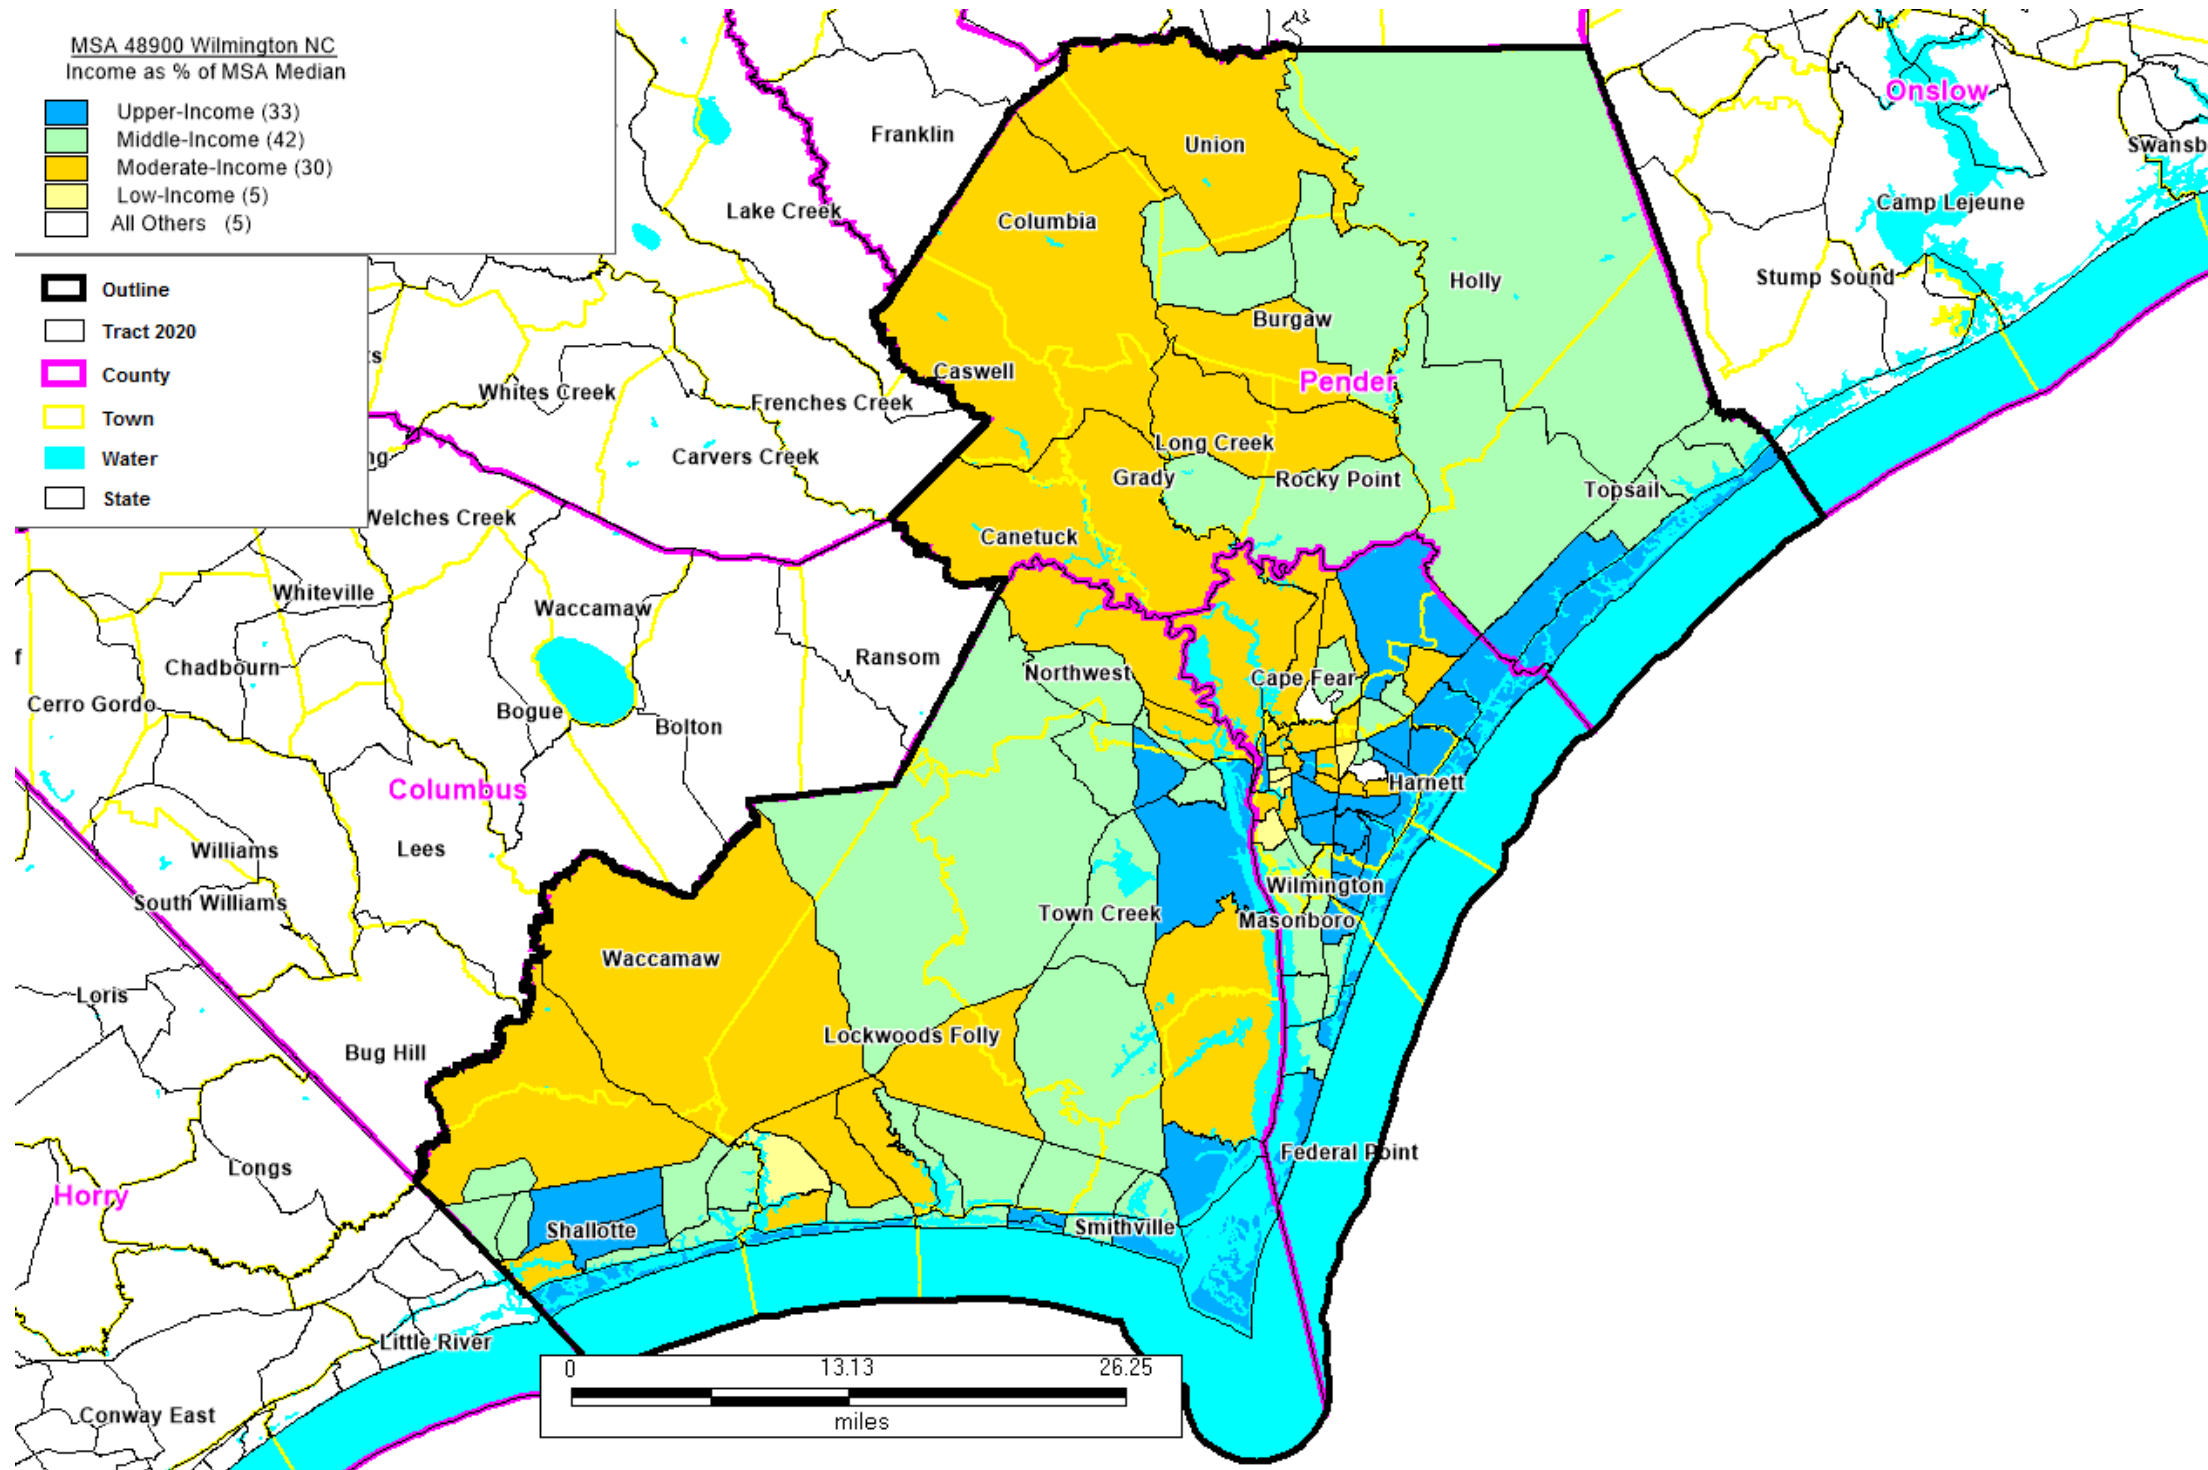 MSA 48900 Wilmington NC
Income as % of MSA Median
Upper-Income (33)
Middle-Income (42)
Moderate-Income (30)
Low-Income (5)
All Others (5)
Outline
Tract 2020
County
Town
Water
State
Franklin
Union
Onslow
Swansb
Lake Creek
Columbia
Camp Lejeune
Holly
Stump Sound
Burgaw
s
Caswell
Pender
Whites Creek
Frenches Creek
Long Creek
ng
Carvers Creek
Grady
Rocky Point
Topsail
Welches Creek
Canetuck
Whiteville
Waccamaw
f
Chadbourn
Ransom
Northwest
Cape Fear
Cerro Gordo
Bogue
Bolton
Columbus
Harnett
Williams
Lees
South Williams
Wilmington
Town Creek
Masonboro
Waccamaw
Loris
Lockwoods Folly
Bug Hill
Federal Point
Longs
Horry
Shallotte
Smithville
Little River
Conway East
0
13.13
26.25
miles